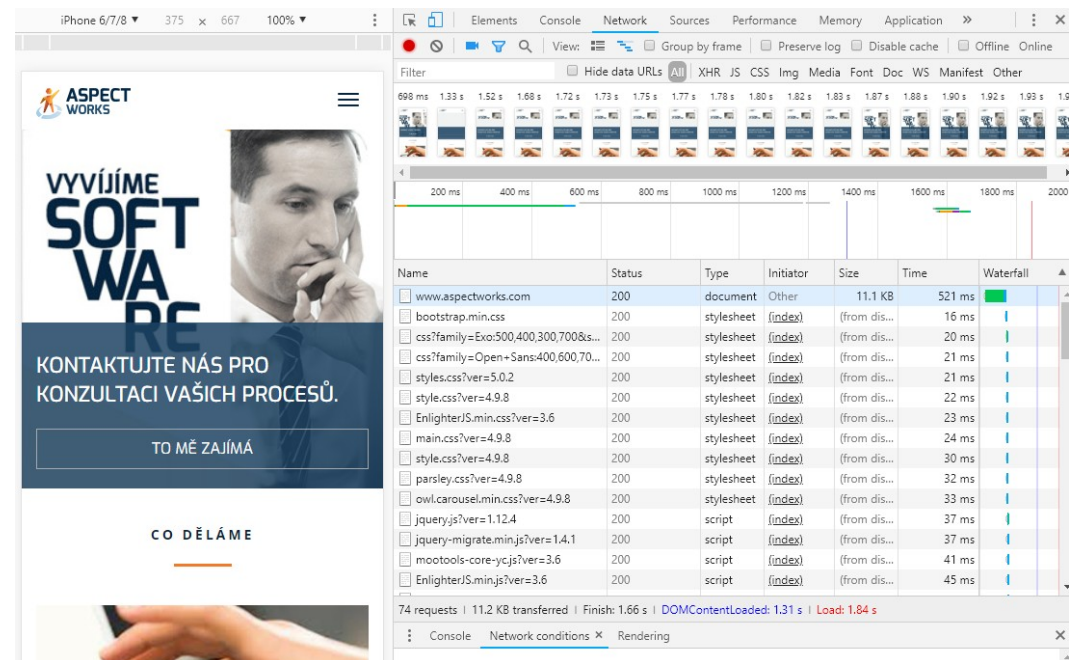 iPhone 6/7/8 ▼ 375 × 667 100% ▼
ASPECT
WORKS
VYVÍJÍME
SOFT
WA
RE
KONTAKTUJTE NÁS PRO
KONZULTACI VAŠICH PROCESŮ.
TO MĚ ZAJÍMÁ
CO DĚLÁME
Elements Console Network Sources Performance Memory Application »
View: Group by frame Preserve log Disable cache Offline Online
Filter Hide data URLs All XHR JS CSS Img Media Font Doc WS Manifest Other
698 ms 1.33 s 1.52 s 1.68 s 1.72 s 1.73 s 1.75 s 1.77 s 1.78 s 1.80 s 1.82 s 1.83 s 1.87 s 1.88 s 1.90 s 1.92 s 1.93 s
200 ms 400 ms 600 ms 800 ms 1000 ms 1200 ms 1400 ms 1600 ms 1800 ms 2000
Name Status Type Initiator Size Time Waterfall
www.aspectworks.com 200 document Other 11.1 KB 521 ms
bootstrap.min.css 200 stylesheet (index) (from dis... 16 ms
css?family=Exo:500,400,300,700&s... 200 stylesheet (index) (from dis... 20 ms
css?family=Open+Sans:400,600,70... 200 stylesheet (index) (from dis... 21 ms
styles.css?ver=5.0.2 200 stylesheet (index) (from dis... 21 ms
style.css?ver=4.9.8 200 stylesheet (index) (from dis... 22 ms
EnlighterJS.min.css?ver=3.6 200 stylesheet (index) (from dis... 23 ms
main.css?ver=4.9.8 200 stylesheet (index) (from dis... 24 ms
style.css?ver=4.9.8 200 stylesheet (index) (from dis... 30 ms
parsley.css?ver=4.9.8 200 stylesheet (index) (from dis... 32 ms
owl.carousel.min.css?ver=4.9.8 200 stylesheet (index) (from dis... 33 ms
jquery.js?ver=1.12.4 200 script (index) (from dis... 37 ms
jquery-migrate.min.js?ver=1.4.1 200 script (index) (from dis... 37 ms
mootools-core-yc.js?ver=3.6 200 script (index) (from dis... 41 ms
EnlighterJS.min.js?ver=3.6 200 script (index) (from dis... 45 ms
74 requests | 11.2 KB transferred | Finish: 1.66 s | DOMContentLoaded: 1.31 s | Load: 1.84 s
Console Network conditions × Rendering